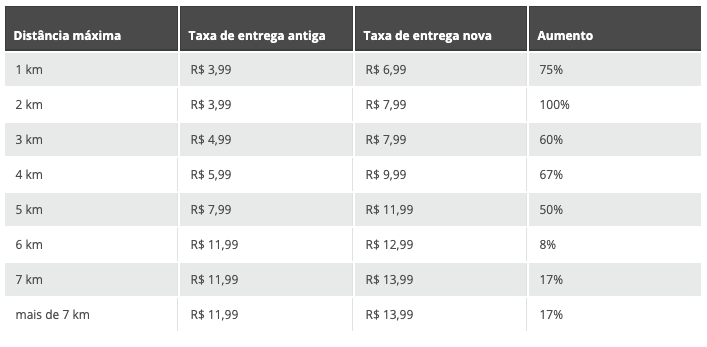 Distância máxima Taxa de entrega antiga Taxa de entrega nova Aumento
1 km R$ 3,99 R$ 6,99 75%
2 km R$ 3,99 R$ 7,99 100%
3 km R$ 4,99 R$ 7,99 60%
4 km R$ 5,99 R$ 9,99 67%
5 km R$ 7,99 R$ 11,99 50%
6 km R$ 11,99 R$ 12,99 8%
7 km R$ 11,99 R$ 13,99 17%
mais de 7 km R$ 11,99 R$ 13,99 17%